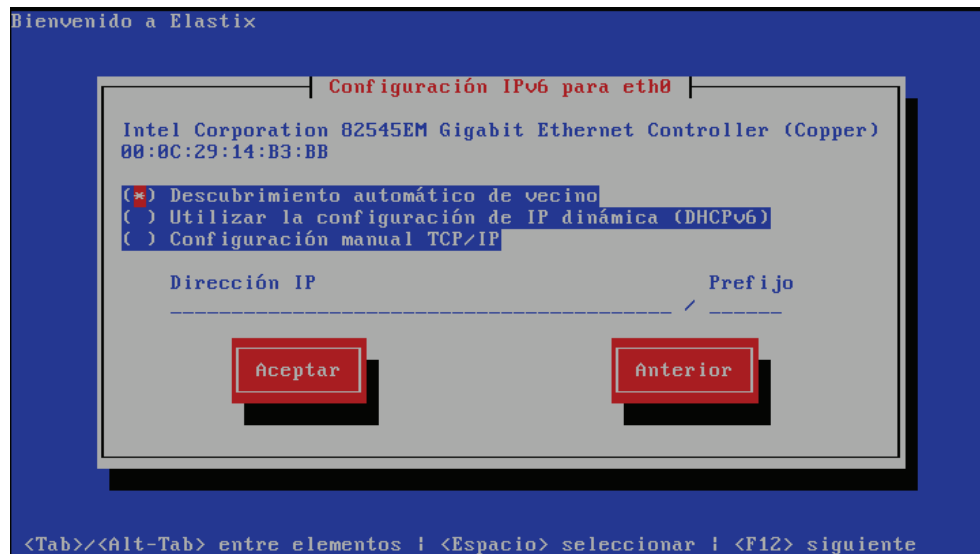 Bienvenido a Elastix
Configuración IPv6 para eth0
Intel Corporation 82545EM Gigabit Ethernet Controller (Copper)
00:0C:29:14:B3:BB
(*) Descubrimiento automático de vecino
( ) Utilizar la configuración de IP dinámica (DHCPv6)
( ) Configuración manual TCP/IP
Dirección IP Prefijo
__________________________________________ / ______
Aceptar Anterior
<Tab>/<Alt-Tab> entre elementos ¦ <Espacio> seleccionar ¦ <F12> siguiente